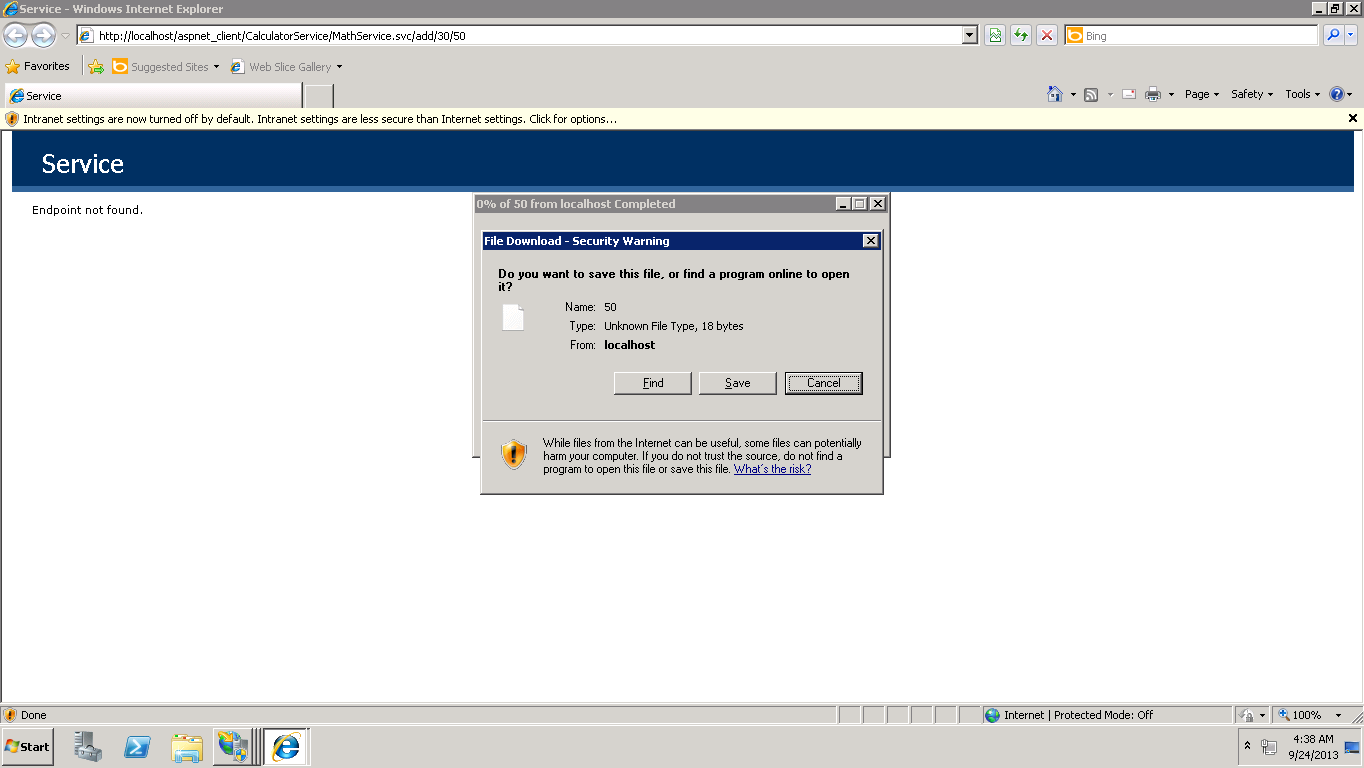 Service - Windows Internet Explorer
http://localhost/aspnet_client/CalculatorService/MathService.svc/add/30/50
Bing
Favorites
Suggested Sites
Web Slice Gallery
Service
Page
Safety
Tools
Intranet settings are now turned off by default. Intranet settings are less secure than Internet settings. Click for options...
Service
Endpoint not found.
0% of 50 from localhost Completed
File Download - Security Warning
Do you want to save this file, or find a program online to open
it?
Name: 50
Type: Unknown File Type, 18 bytes
From: localhost
Find
Save
Cancel
While files from the Internet can be useful, some files can potentially
harm your computer. If you do not trust the source, do not find a
program to open this file or save this file. What's the risk?
Done
Internet | Protected Mode: Off
100%
Start
4:38 AM
9/24/2013